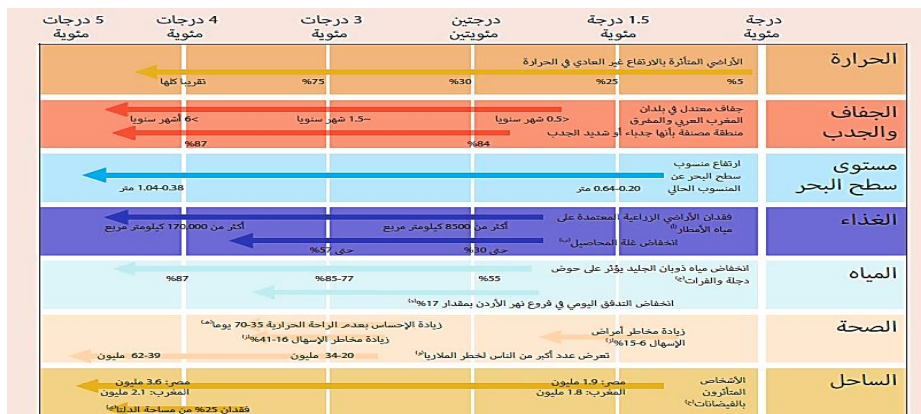 درجة مئوية
1.5 درجة مئوية
درجتين مئويتين
3 درجات مئوية
4 درجات مئوية
5 درجات مئوية
الحرارة
الأراضي المتأثرة بالارتفاع غير العادي في الحرارة
%5 %25 %30 %75 تقريبا كلها
الجفاف والجدب
جفاف معتدل في بلدان
المغرب العربي والمشرق
<0.5 شهر سنويا ~1.5 شهر سنويا >6 أشهر سنويا
منطقة مصنفة بأنها جدباء أو شديد الجدب
%84 %87
مستوى سطح البحر
ارتفاع منسوب
سطح البحر عن
المنسوب الحالي
0.64-0.20 متر 1.04-0.38 متر
الغذاء
فقدان الأراضي الزراعية المعتمدة على
مياه الأمطار(أ)
أكثر من 8500 كيلومتر مربع أكثر من 170,000 كيلومتر مربع
انخفاض غلة المحاصيل(ب)
حتى 30% حتى 57%
المياه
انخفاض مياه ذوبان الجليد يؤثر على حوض
دجلة والفرات(ج)
%55 %85-77 %87
انخفاض التدفق اليومي في فروع نهر الأردن بمقدار 17%(د)
الصحة
زيادة مخاطر أمراض
الإسهال 6-15%(ز)
زيادة الإحساس بعدم الراحة الحرارية 35-70 يوما(هـ)
زيادة مخاطر الإسهال 16-41%(ز)
تعرض عدد أكبر من الناس لخطر الملاريا(و)
34-20 مليون 62-39 مليون
الساحل
الأشخاص
المتأثرون
بالفيضانات(ح)
مصر: 1.9 مليون مصر: 3.6 مليون
المغرب: 1.8 مليون المغرب: 2.1 مليون
فقدان 25% من مساحة الدلتا(ي)